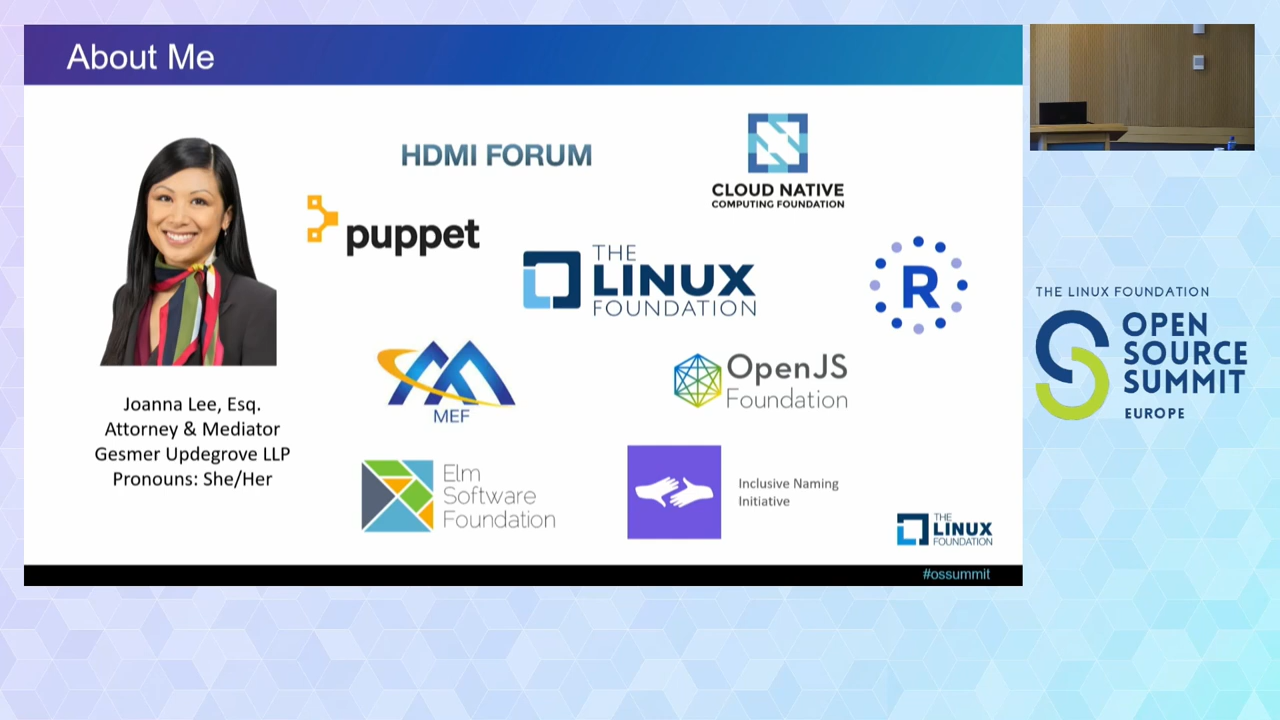 About Me
HDMI FORUM
CLOUD NATIVE
COMPUTING FOUNDATION
puppet
THE
LINUX
FOUNDATION
R
MEF
OpenJS
Foundation
Joanna Lee, Esq.
Attorney & Mediator
Gesmer Updegrove LLP
Pronouns: She/Her
Elm
Software
Foundation
Inclusive Naming
Initiative
THE
LINUX
FOUNDATION
#ossummit
THE LINUX FOUNDATION
OPEN
SOURCE
SUMMIT
EUROPE